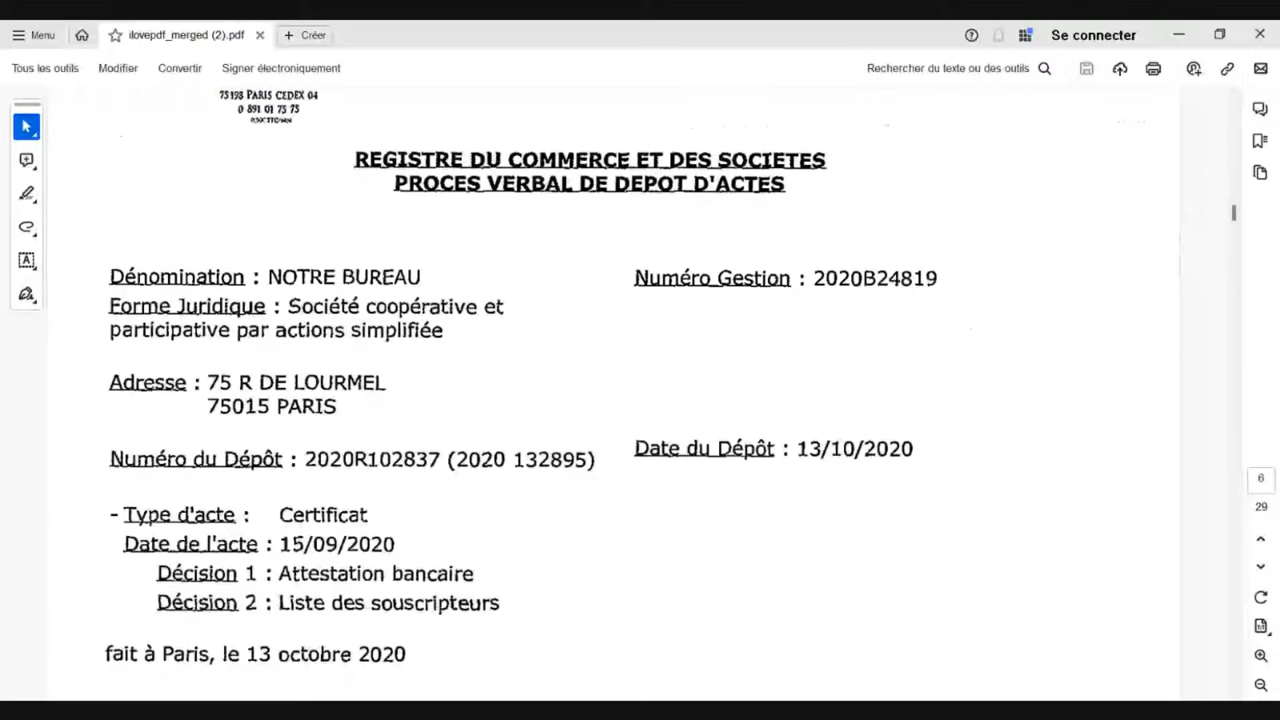 Menu
ilovepdf_merged (2).pdf
Créer
Se connecter
Tous les outils
Modifier
Convertir
Signer électroniquement
Rechercher du texte ou des outils
75198 PARIS CEDEX 04
0 891 01 75 75
REGISTRE DU COMMERCE ET DES SOCIETES
PROCES VERBAL DE DEPOT D'ACTES
Dénomination : NOTRE BUREAU
Numéro Gestion : 2020B24819
Forme Juridique : Société coopérative et
participative par actions simplifiée
Adresse : 75 R DE LOURMEL
75015 PARIS
Numéro du Dépôt : 2020R102837 (2020 132895)
Date du Dépôt : 13/10/2020
- Type d'acte : Certificat
Date de l'acte : 15/09/2020
Décision 1 : Attestation bancaire
Décision 2 : Liste des souscripteurs
fait à Paris, le 13 octobre 2020
6
29